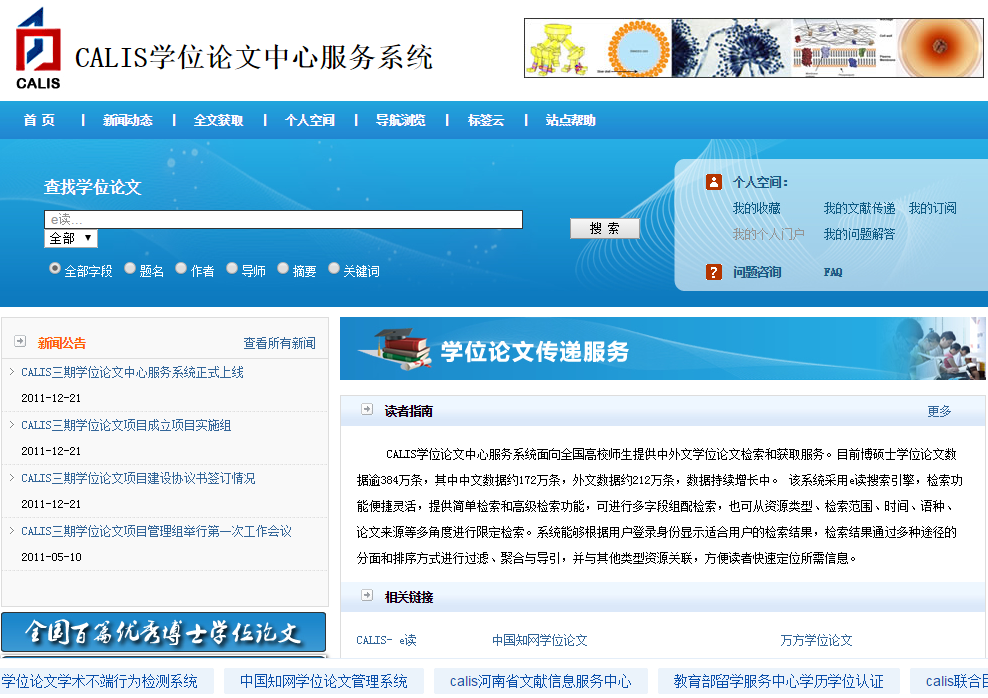 CALIS
CALIS学位论文中心服务系统
首 页 | 新闻动态 | 全文获取 | 个人空间 | 导航浏览 | 标签云 | 站点帮助
查找学位论文
e读...
搜 索
全部 ▼
全部字段 题名 作者 导师 摘要 关键词
个人空间：
我的收藏 我的文献传递 我的订阅
我的个人门户 我的问题解答
? 问题咨询 FAQ
新闻公告 查看所有新闻
CALIS三期学位论文中心服务系统正式上线
2011-12-21
CALIS三期学位论文项目成立项目实施组
2011-12-21
CALIS三期学位论文项目建设协议书签订情况
2011-12-21
CALIS三期学位论文项目管理组举行第一次工作会议
2011-05-10
全国百篇优秀博士学位论文
学位论文传递服务
读者指南 更多
CALIS学位论文中心服务系统面向全国高校师生提供中外文学位论文检索和获取服务。目前博硕士学位论文数
据逾384万条，其中中文数据约172万条，外文数据约212万条，数据持续增长中。 该系统采用e读搜索引擎，检索功
能便捷灵活，提供简单检索和高级检索功能，可进行多字段组配检索，也可从资源类型、检索范围、时间、语种、
论文来源等多角度进行限定检索。系统能够根据用户登录身份显示适合用户的检索结果，检索结果通过多种途径的
分面和排序方式进行过滤、聚合与导引，并与其他类型资源关联，方便读者快速定位所需信息。
相关链接
CALIS- e读 中国知网学位论文 万方学位论文
学位论文学术不端行为检测系统 中国知网学位论文管理系统 calis河南省文献信息服务中心 教育部留学服务中心学历学位认证 calis联合目